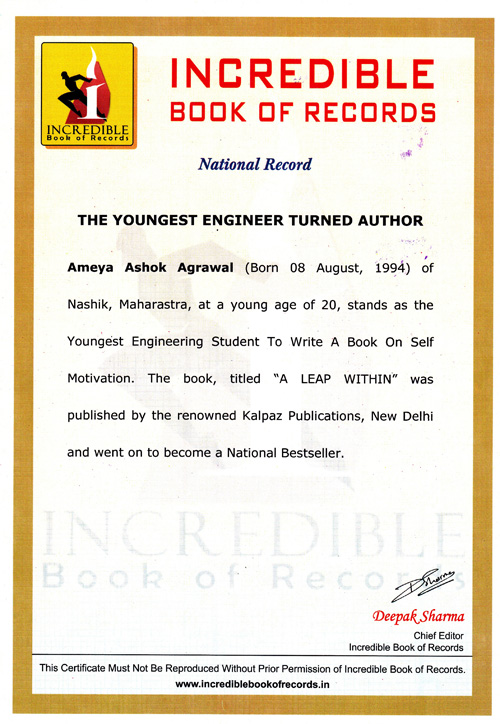 INCREDIBLE
BOOK OF RECORDS
INCREDIBLE
Book of Records
National Record
THE YOUNGEST ENGINEER TURNED AUTHOR
Ameya Ashok Agrawal (Born 08 August, 1994) of
Nashik, Maharastra, at a young age of 20, stands as the
Youngest Engineering Student To Write A Book On Self
Motivation. The book, titled “A LEAP WITHIN” was
published by the renowned Kalpaz Publications, New Delhi
and went on to become a National Bestseller.
INCREDIBLE
Book of Records
DSharma
Deepak Sharma
Chief Editor
Incredible Book of Records
This Certificate Must Not Be Reproduced Without Prior Permission of Incredible Book of Records.
www.incrediblebookofrecords.in